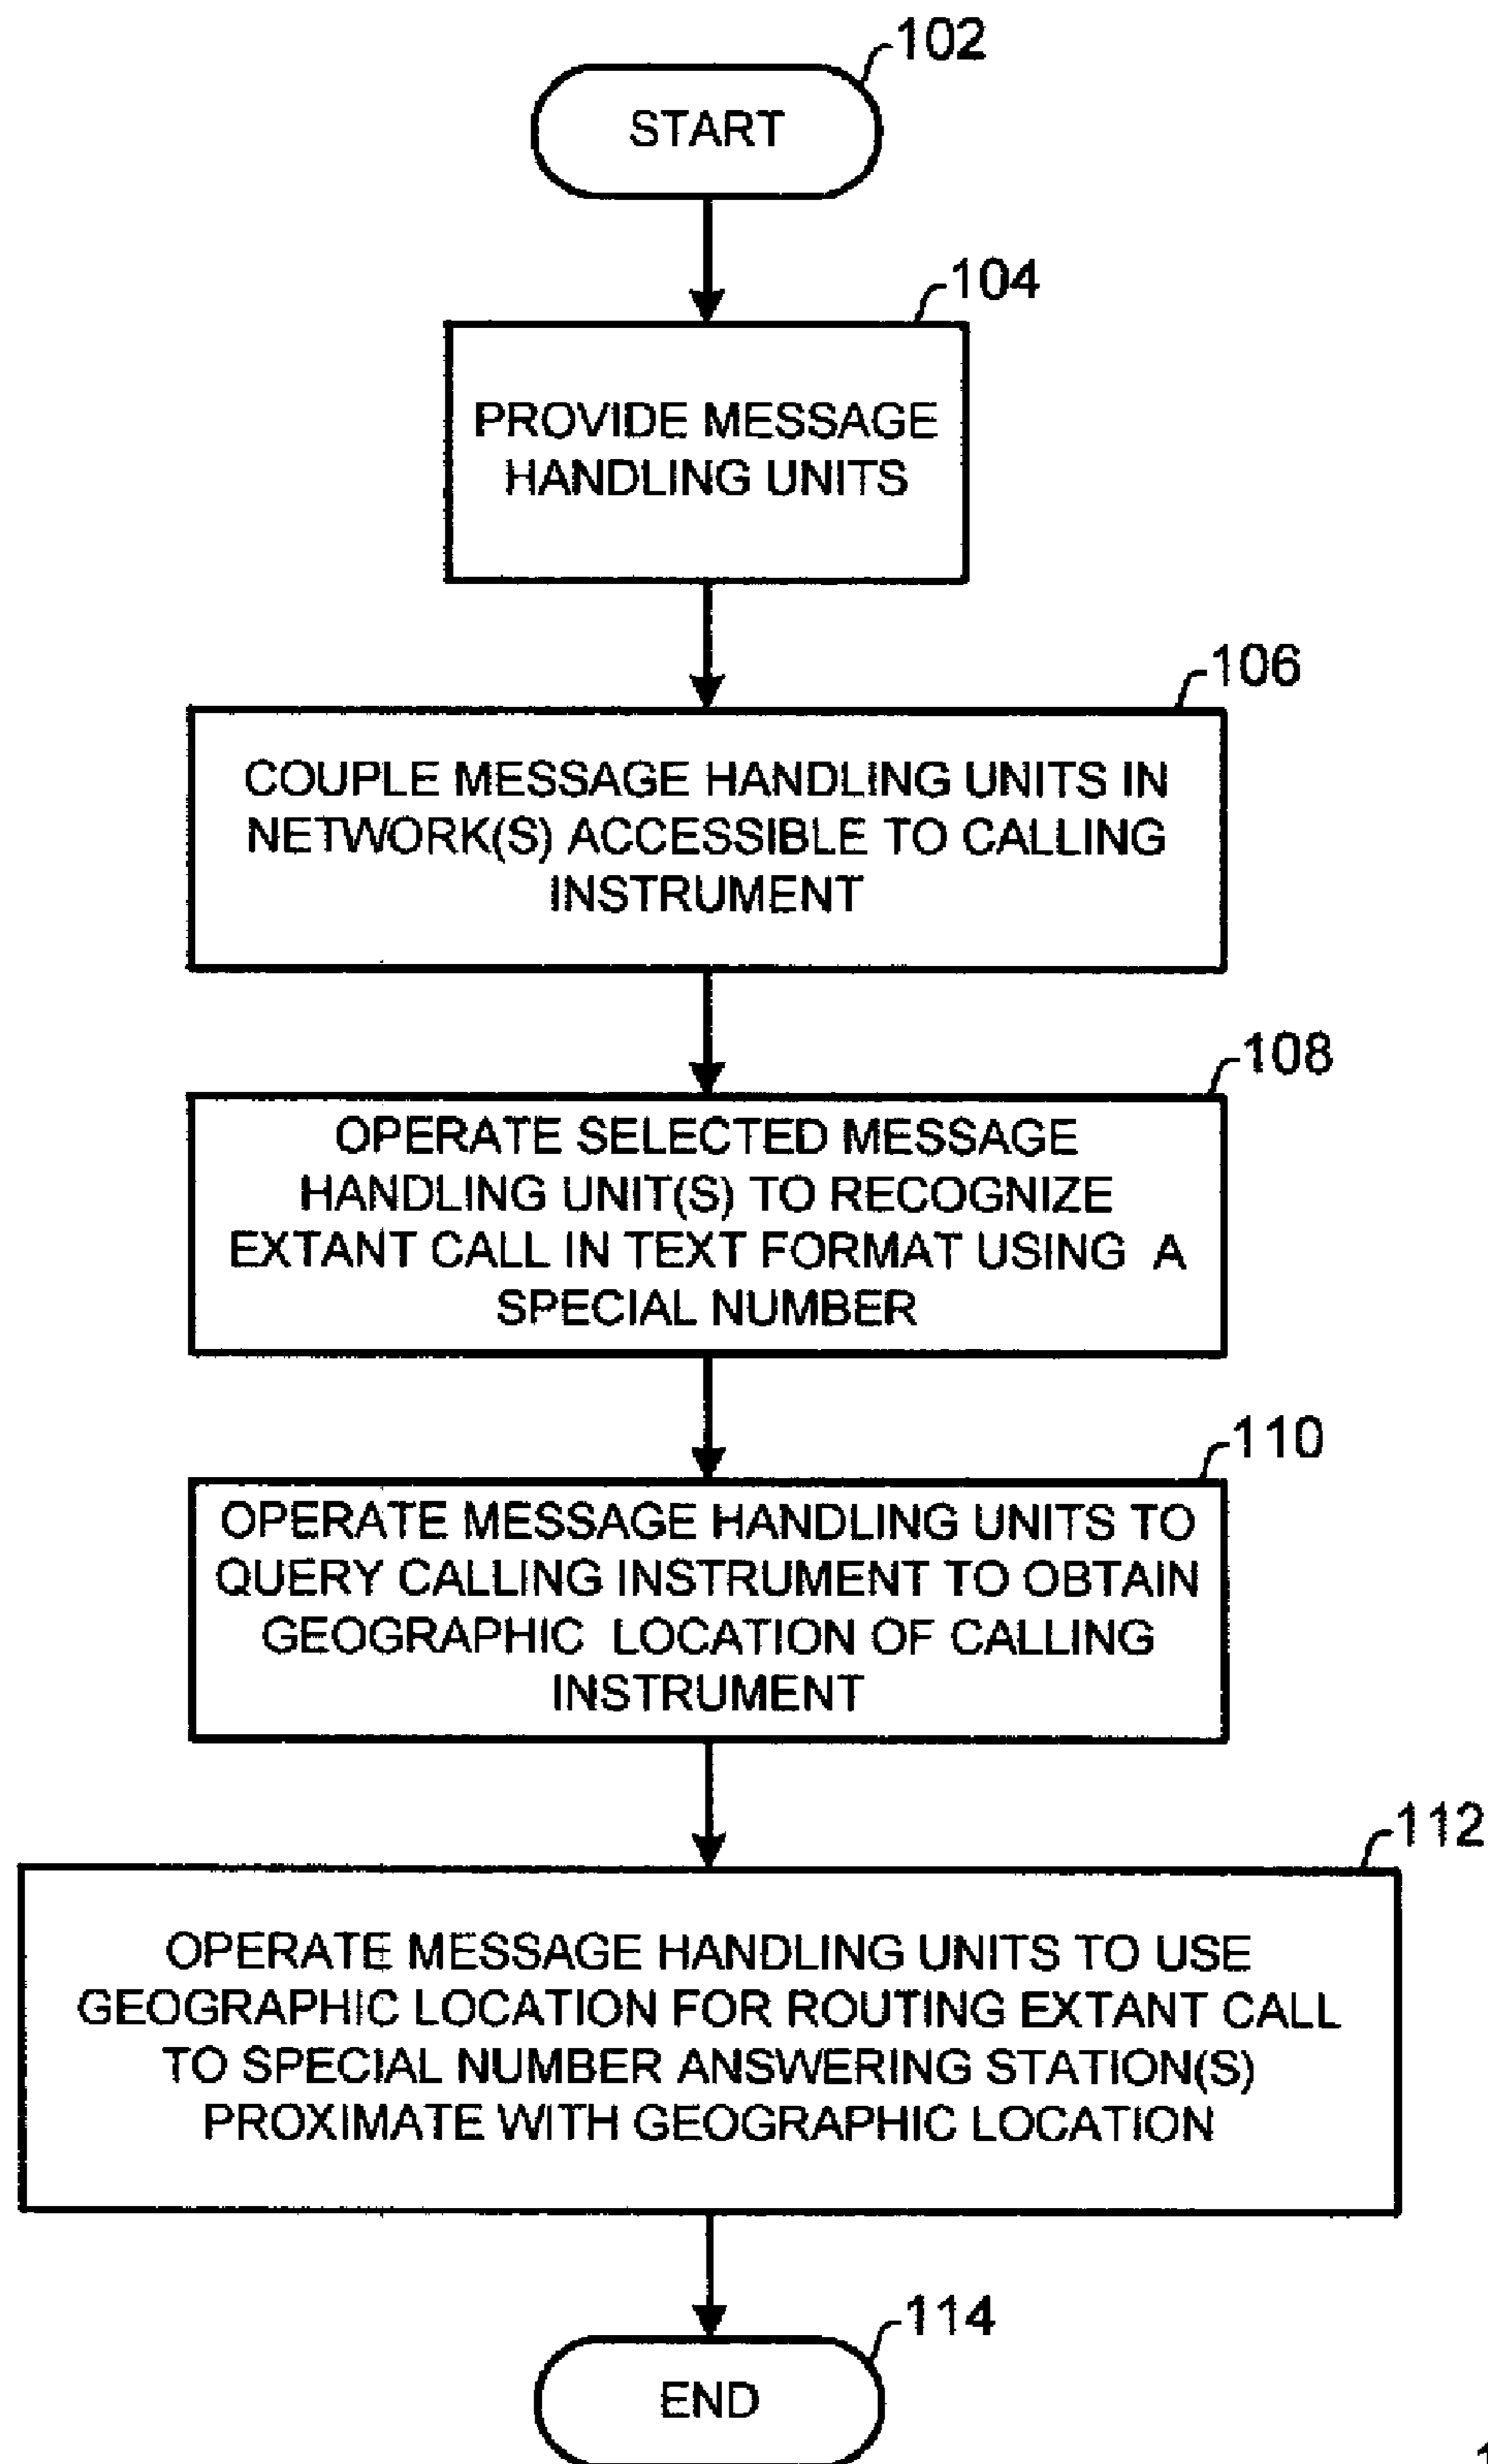 102
START
104
PROVIDE MESSAGE
HANDLING UNITS
106
COUPLE MESSAGE HANDLING UNITS IN
NETWORK(S) ACCESSIBLE TO CALLING
INSTRUMENT
108
OPERATE SELECTED MESSAGE
HANDLING UNIT(S) TO RECOGNIZE
EXTANT CALL IN TEXT FORMAT USING A
SPECIAL NUMBER
110
OPERATE MESSAGE HANDLING UNITS TO
QUERY CALLING INSTRUMENT TO OBTAIN
GEOGRAPHIC LOCATION OF CALLING
INSTRUMENT
112
OPERATE MESSAGE HANDLING UNITS TO USE
GEOGRAPHIC LOCATION FOR ROUTING EXTANT CALL
TO SPECIAL NUMBER ANSWERING STATION(S)
PROXIMATE WITH GEOGRAPHIC LOCATION
114
END